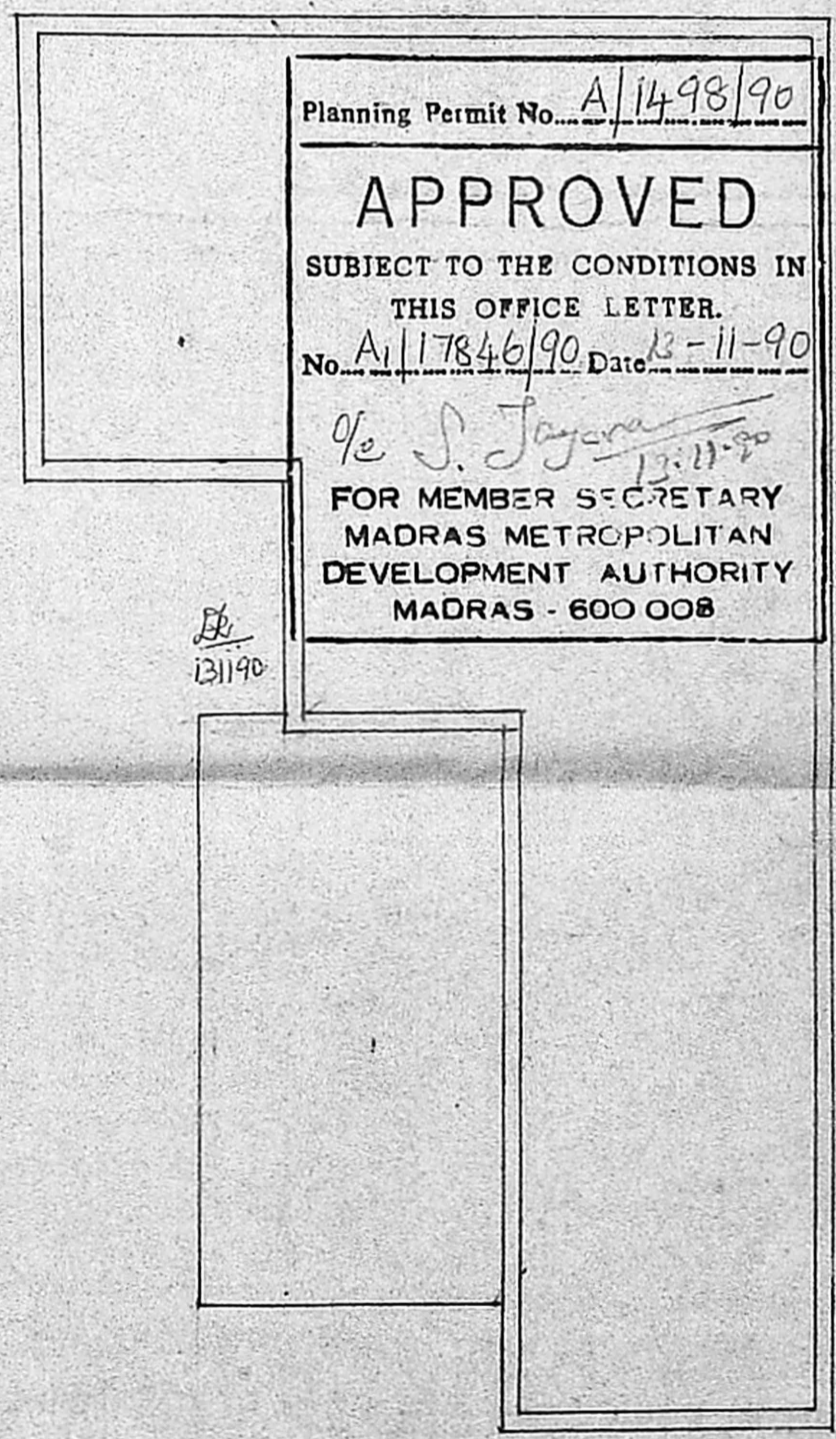 Planning Permit No. A/1498/90
APPROVED
SUBJECT TO THE CONDITIONS IN
THIS OFFICE LETTER.
No. A1/17846/90 Date 13-11-90
S.
13.11.90
FOR MEMBER SECRETARY
MADRAS METROPOLITAN
DEVELOPMENT AUTHORITY
MADRAS - 600 008
131190